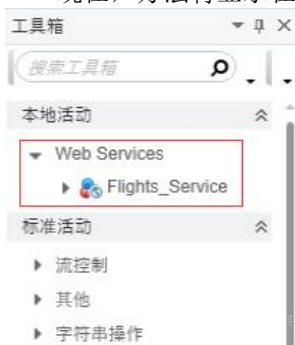 工具箱
搜索工具箱
本地活动
Web Services
Flights_Service
标准活动
流控制
其他
字符串操作